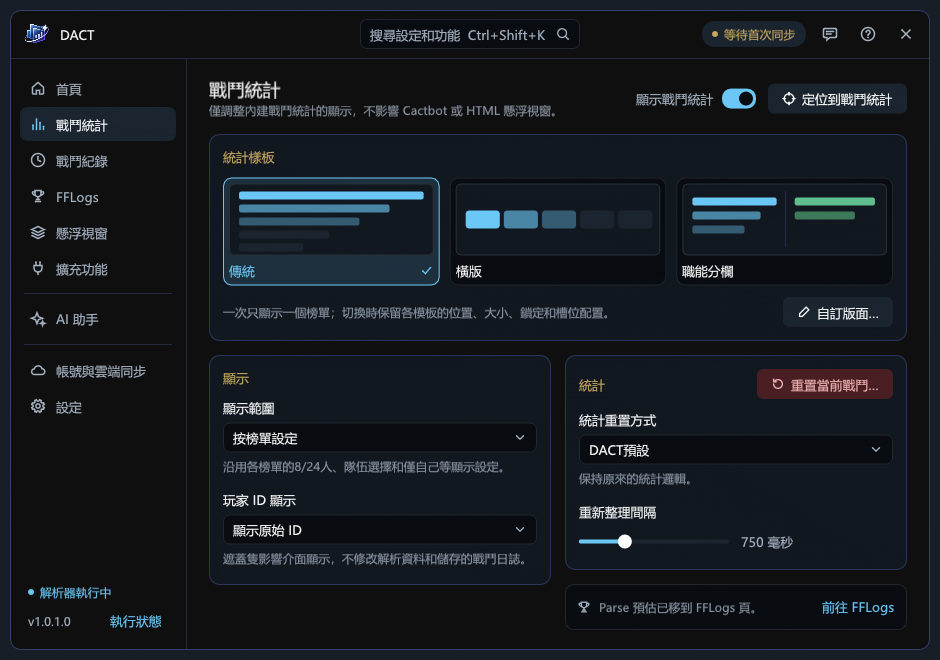 DACT
搜尋設定和功能 Ctrl+Shift+K
等待首次同步
首頁
戰鬥統計
戰鬥紀錄
FFLogs
懸浮視窗
擴充功能
AI 助手
帳號與雲端同步
設定
解析器執行中
v1.0.1.0 執行狀態
戰鬥統計
僅調整內建戰鬥統計的顯示，不影響 Cactbot 或 HTML 懸浮視窗。
顯示戰鬥統計
定位到戰鬥統計
統計樣板
傳統
橫版
職能分欄
一次只顯示一個榜單；切換時保留各模板的位置、大小、鎖定和槽位配置。
自訂版面...
顯示
顯示範圍
按榜單設定
沿用各榜單的8/24人、隊伍選擇和僅自己等顯示設定。
玩家 ID 顯示
顯示原始 ID
遮蓋隻影響介面顯示，不修改解析資料和儲存的戰鬥日誌。
統計
重置當前戰鬥...
統計重置方式
DACT預設
保持原來的統計邏輯。
重新整理間隔
750 毫秒
Parse 預估已移到 FFLogs 頁。
前往 FFLogs